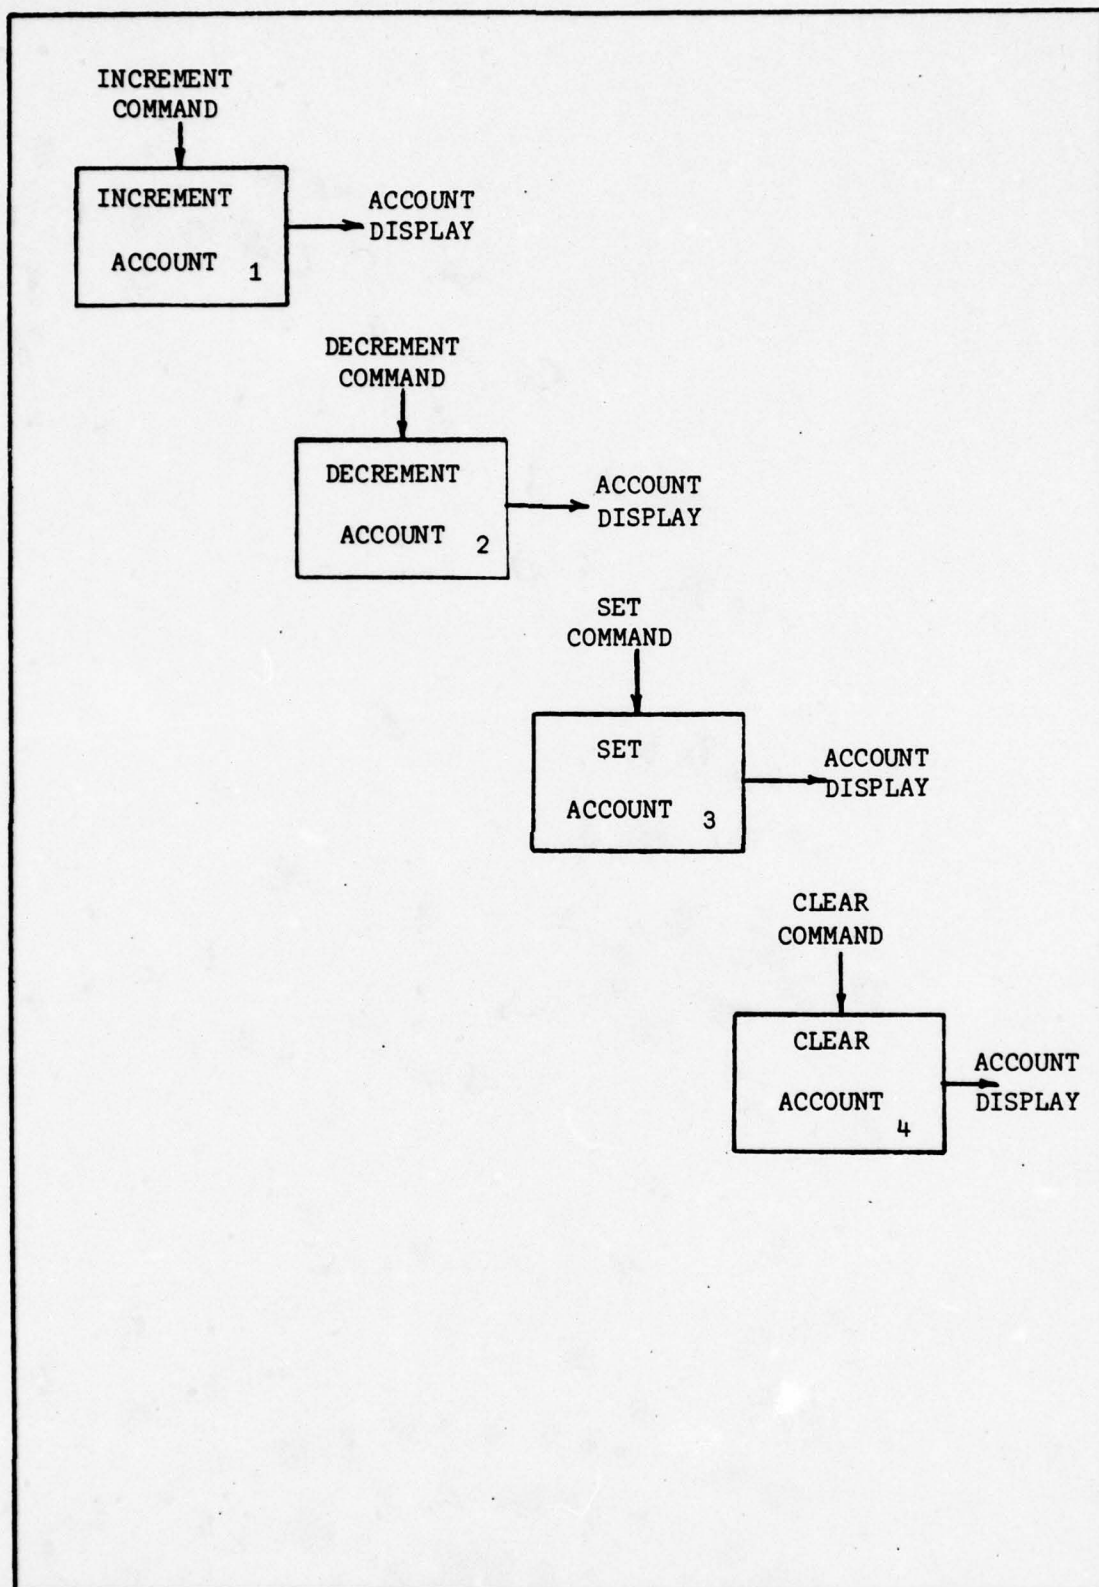 INCREMENT
COMMAND
INCREMENT
ACCOUNT 1
ACCOUNT
DISPLAY
DECREMENT
COMMAND
DECREMENT
ACCOUNT 2
ACCOUNT
DISPLAY
SET
COMMAND
SET
ACCOUNT 3
ACCOUNT
DISPLAY
CLEAR
COMMAND
CLEAR
ACCOUNT 4
ACCOUNT
DISPLAY